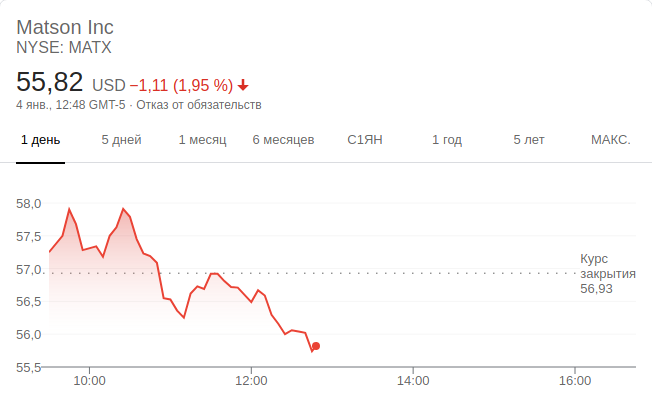 Matson Inc
NYSE: MATX
55,82 USD −1,11 (1,95 %)
4 янв., 12:48 GMT-5 · Отказ от обязательств
1 день 5 дней 1 месяц 6 месяцев С1ЯН 1 год 5 лет МАКС.
58,0
57,5
Курс
57,0 закрытия
56,93
56,5
56,0
55,5
10:00 12:00 14:00 16:00